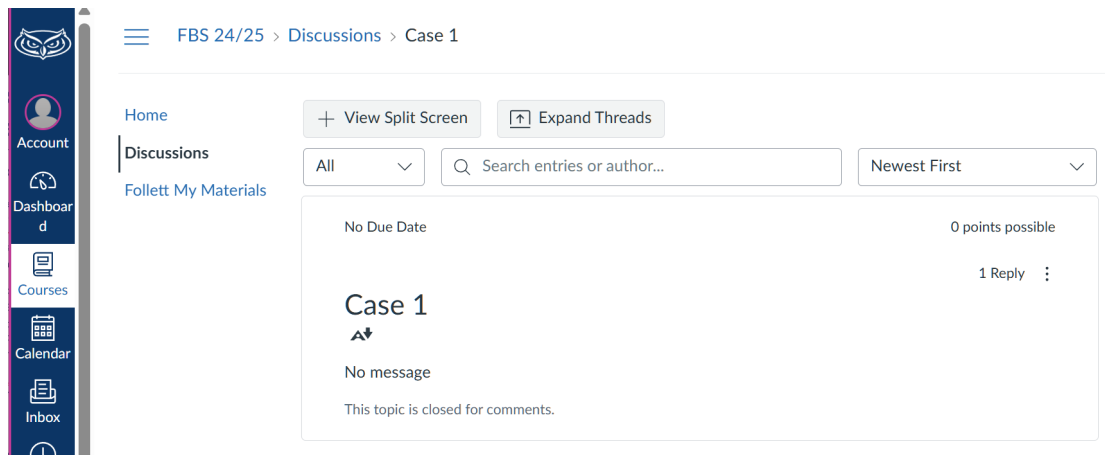 FBS 24/25 > Discussions > Case 1
Account
Dashboar
d
Courses
Calendar
Inbox
Home
Discussions
Follett My Materials
View Split Screen
Expand Threads
All
Search entries or author...
Newest First
No Due Date
0 points possible
1 Reply
Case 1
No message
This topic is closed for comments.